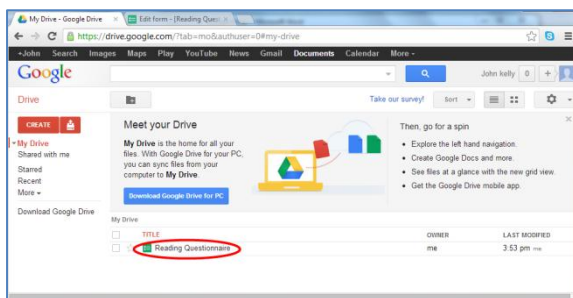 My Drive - Google Drive
Edit form - [Reading Quest
https://drive.google.com/?tab=mo&authuser=0#my-drive
+John Search Images Maps Play YouTube News Gmail Documents Calendar More -
Google
John kelly 0 +
Drive
Take our survey! Sort
CREATE
My Drive
Shared with me
Starred
Recent
More
Download Google Drive
Meet your Drive
My Drive is the home for all your
files. With Google Drive for your PC,
you can sync files from your
computer to My Drive.
Download Google Drive for PC
Then, go for a spin
• Explore the left hand navigation.
• Create Google Docs and more.
• See files at a glance with the new grid view.
• Get the Google Drive mobile app.
My Drive
TITLE OWNER LAST MODIFIED
Reading Questionnaire me 3:53 pm me